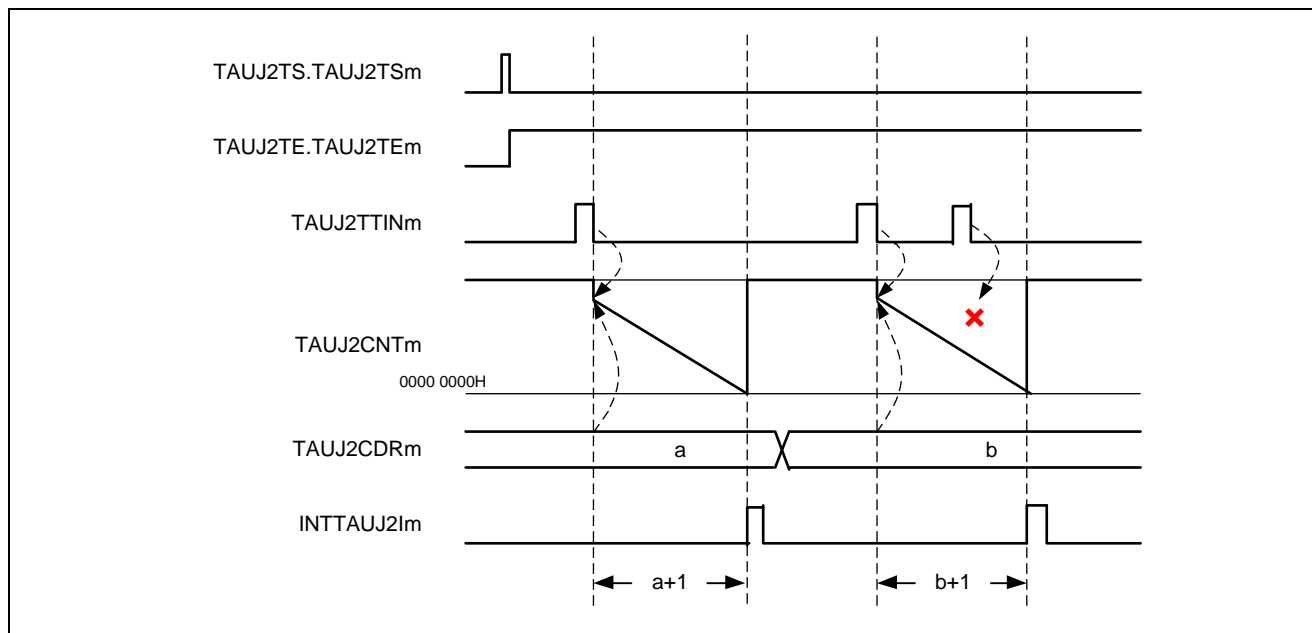 TAUJ2TS.TAUJ2TSm
TAUJ2TE.TAUJ2TEm
TAUJ2TTINm
TAUJ2CNTm
0000 0000H
TAUJ2CDRm
a
b
INTTAUJ2Im
a+1
b+1